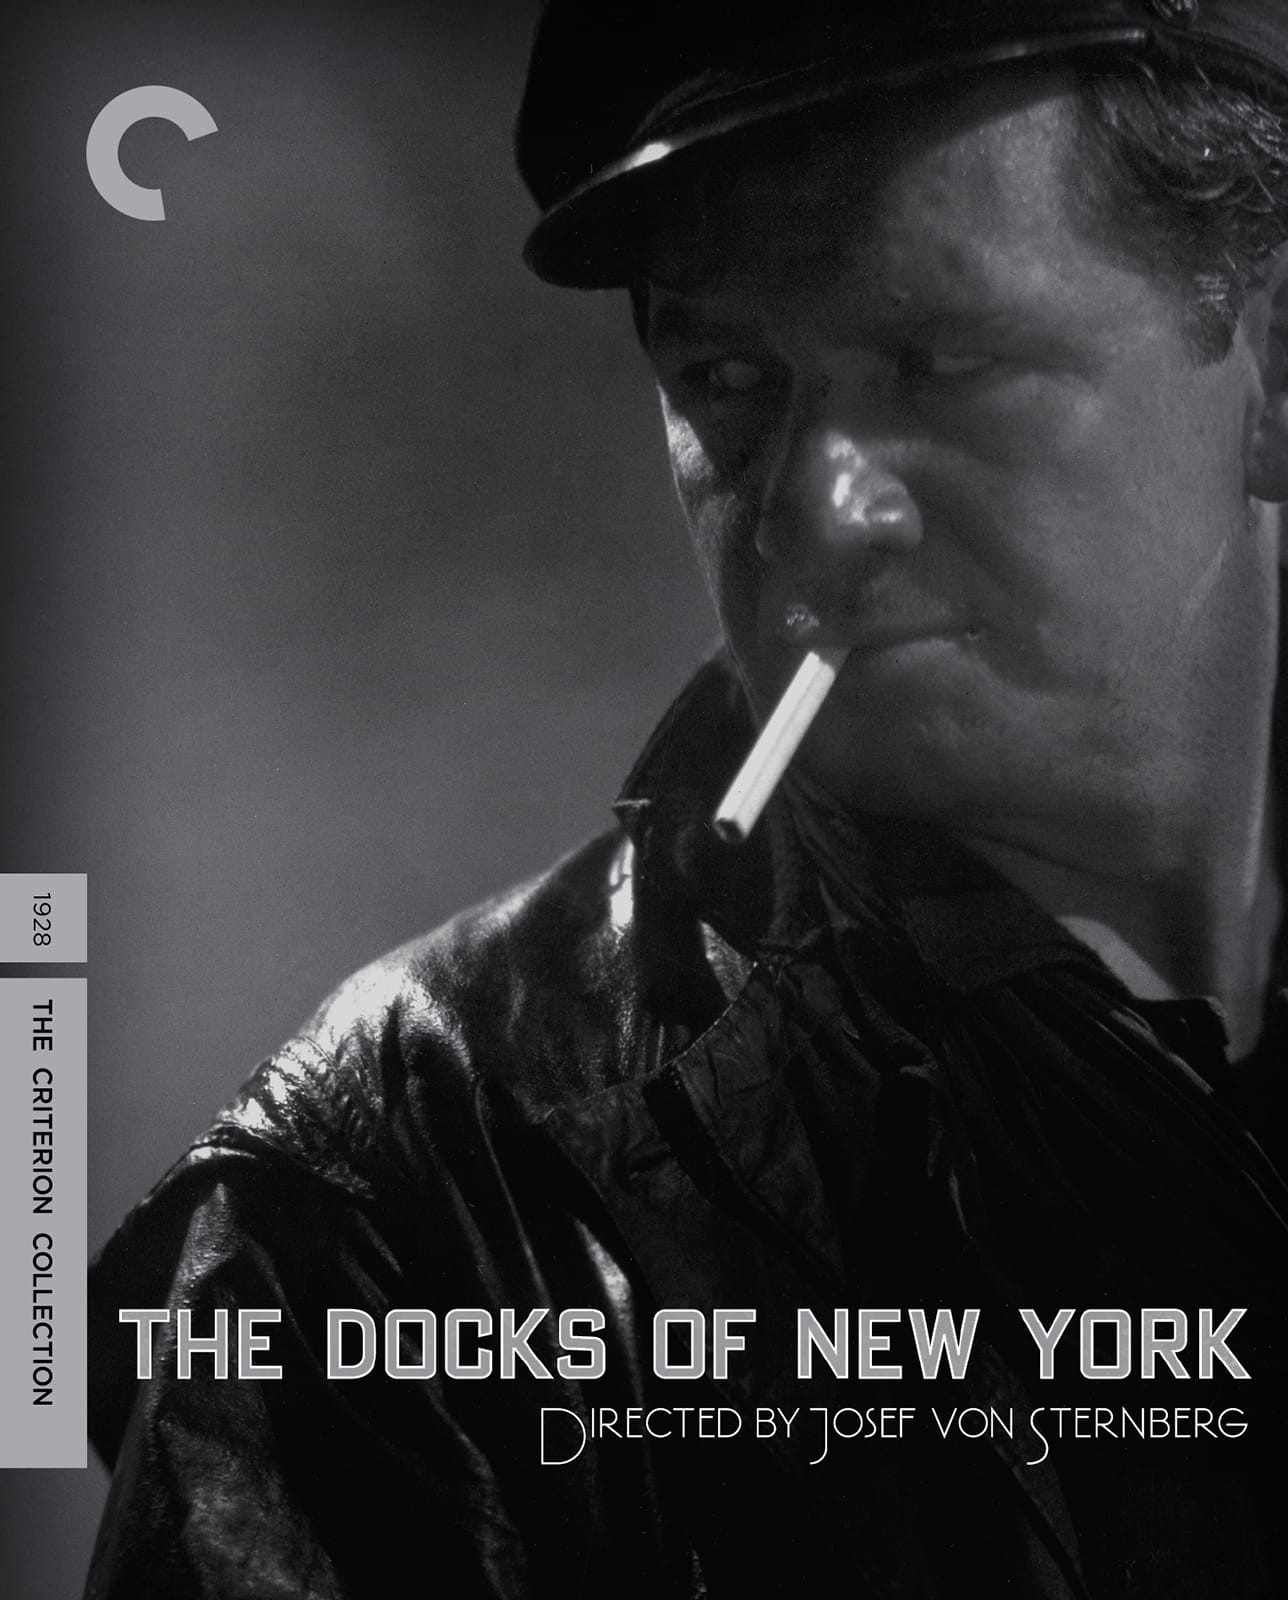 1928
THE CRITERION COLLECTION
THE DOCKS OF NEW YORK
DIRECTED BY JOSEF VON STERNBERG